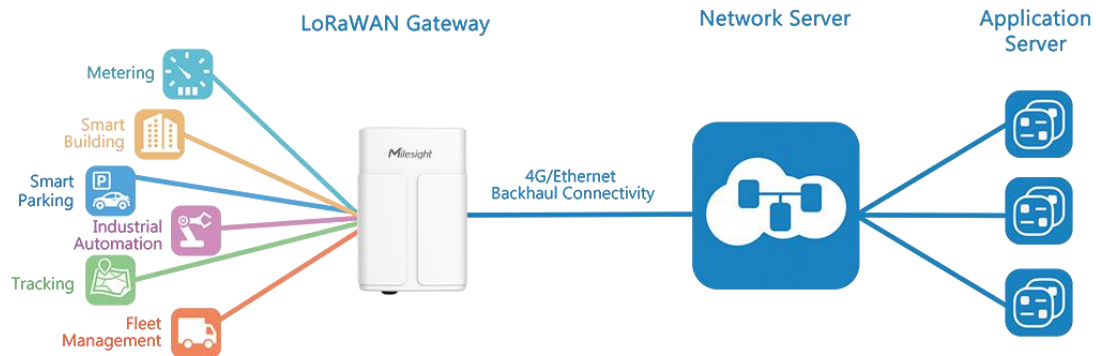 LoRaWAN Gateway
Network Server
Application
Server
Metering
Smart
Building
Smart
Parking
P
Industrial
Automation
Tracking
Fleet
Management
Milesight
4G/Ethernet
Backhaul Connectivity